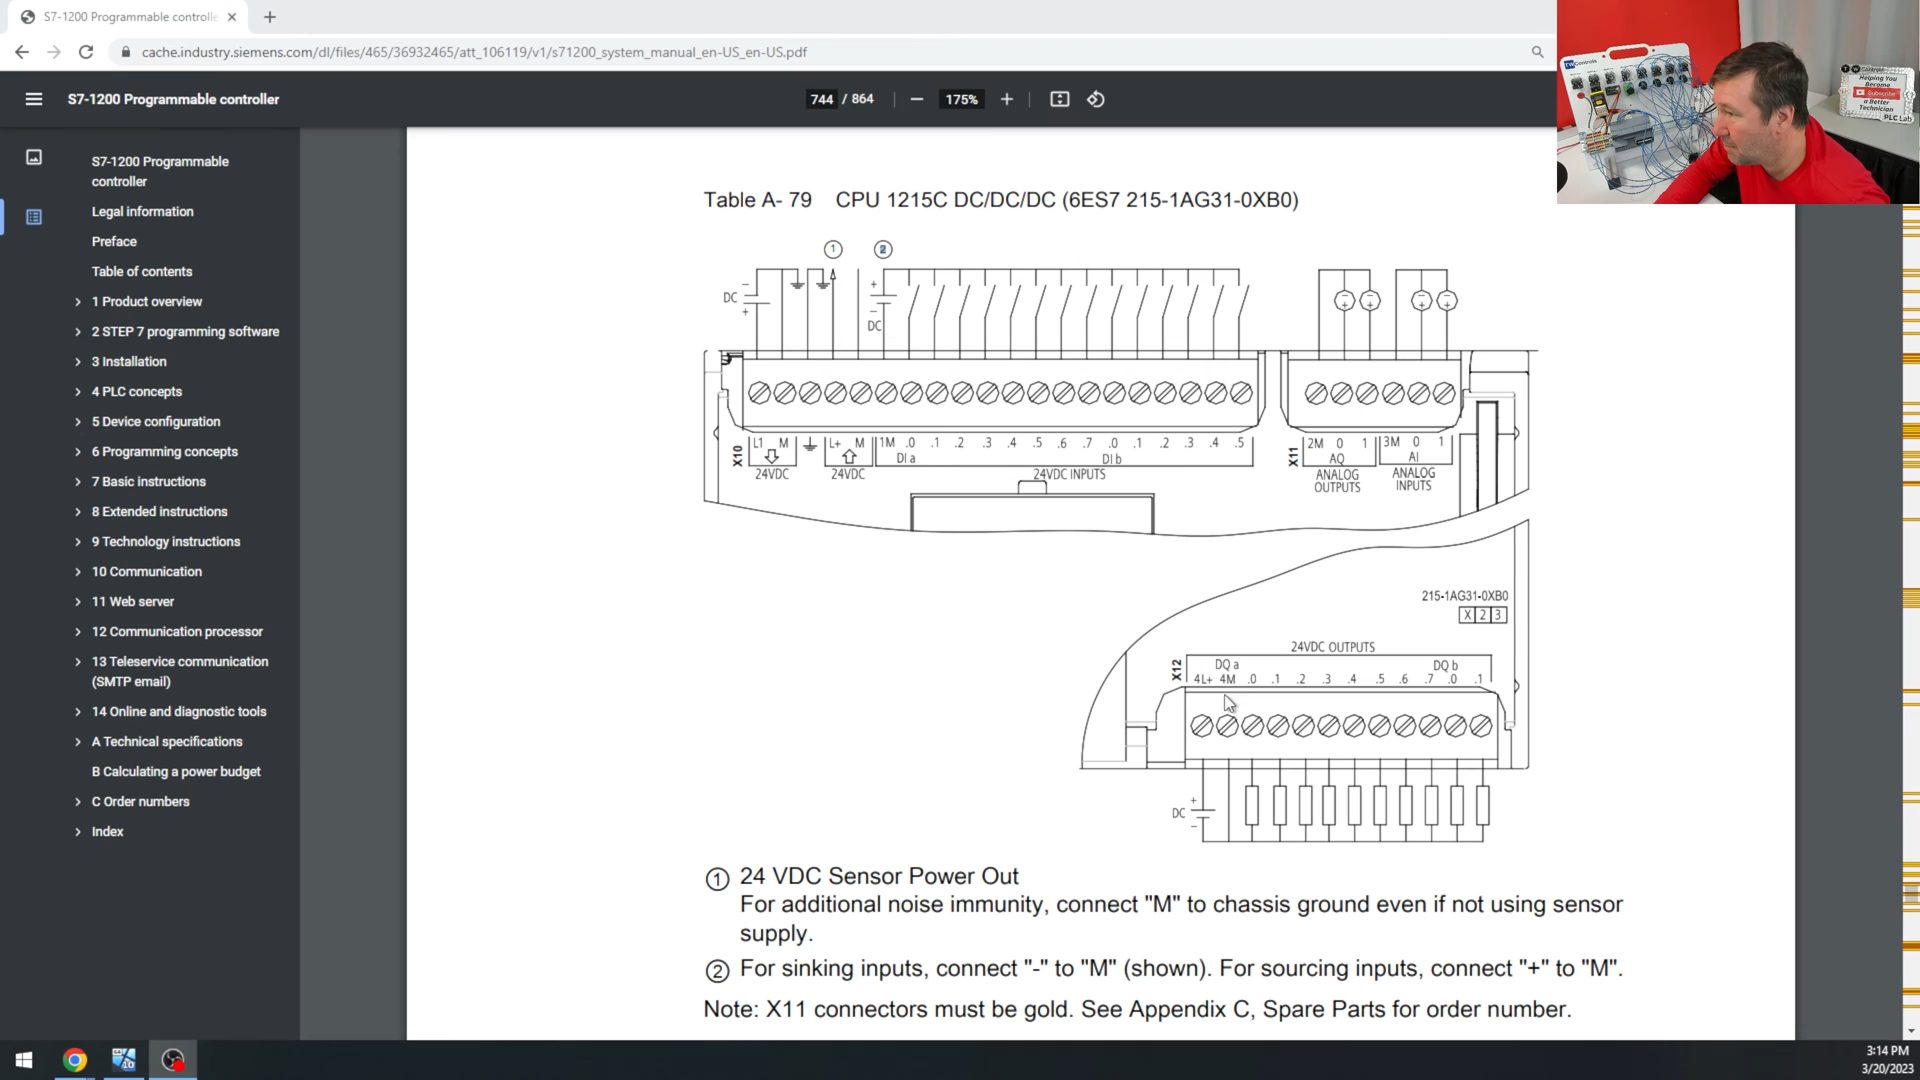 S7-1200 Programmable controlle
cache.industry.siemens.com/dl/files/465/36932465/att_106119/v1/s71200_system_manual_en-US_en-US.pdf
S7-1200 Programmable controller
744 / 864
175%
S7-1200 Programmable
controller
Legal information
Preface
Table of contents
1 Product overview
2 STEP 7 programming software
3 Installation
4 PLC concepts
5 Device configuration
6 Programming concepts
7 Basic instructions
8 Extended instructions
9 Technology instructions
10 Communication
11 Web server
12 Communication processor
13 Teleservice communication
(SMTP email)
14 Online and diagnostic tools
A Technical specifications
B Calculating a power budget
C Order numbers
Index
Table A- 79 CPU 1215C DC/DC/DC (6ES7 215-1AG31-0XB0)
1 2
DC - +
+ - DC
X10 L1 M L+ M 1M .0 .1 .2 .3 .4 .5 .6 .7 .0 .1 .2 .3 .4 .5
DI a DI b
24VDC 24VDC 24VDC INPUTS
X11 2M 0 1 3M 0 1
AQ AI
ANALOG OUTPUTS
ANALOG INPUTS
215-1AG31-0XB0
X 2 3
24VDC OUTPUTS
X12 DQ a DQ b
4L+ 4M .0 .1 .2 .3 .4 .5 .6 .7 .0 .1
DC + -
① 24 VDC Sensor Power Out
For additional noise immunity, connect "M" to chassis ground even if not using sensor
supply.
② For sinking inputs, connect "-" to "M" (shown). For sourcing inputs, connect "+" to "M".
Note: X11 connectors must be gold. See Appendix C, Spare Parts for order number.
TWControls
Helping You
Become
Subscribe
a Better
Technician
PLC Lab
3:14 PM
3/20/2023